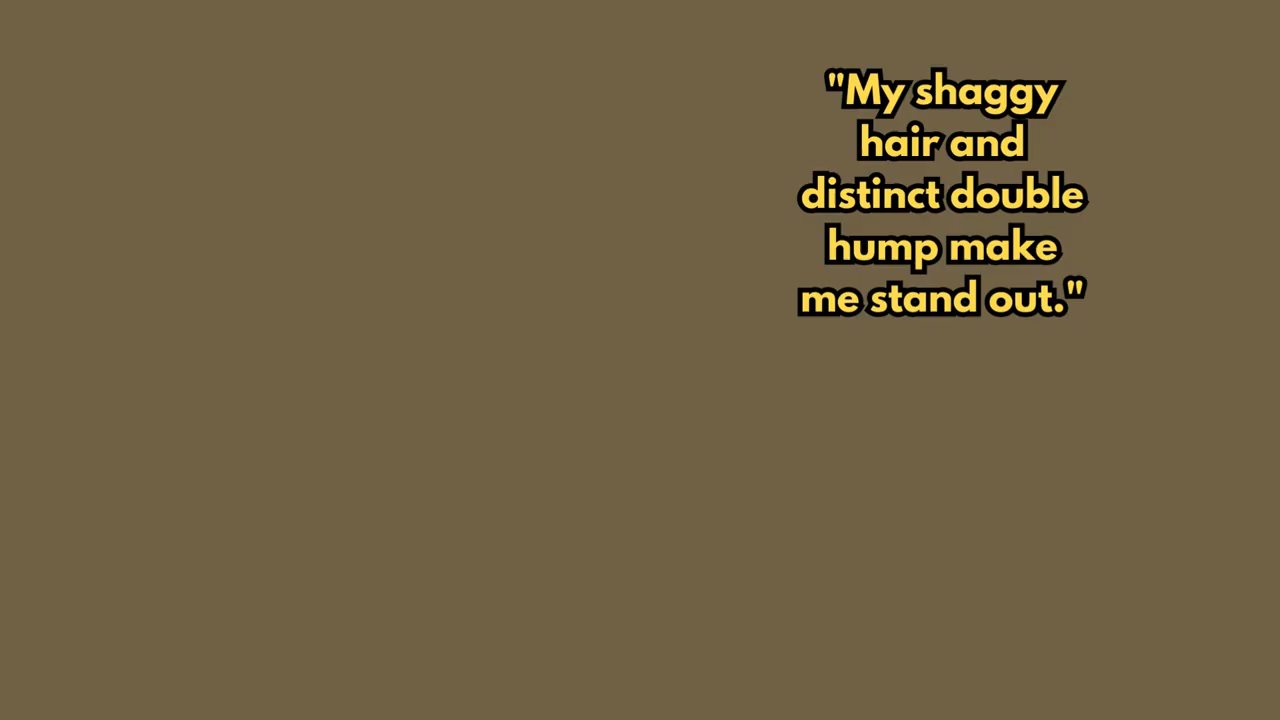 "My shaggy
hair and
distinct double
hump make
me stand out."